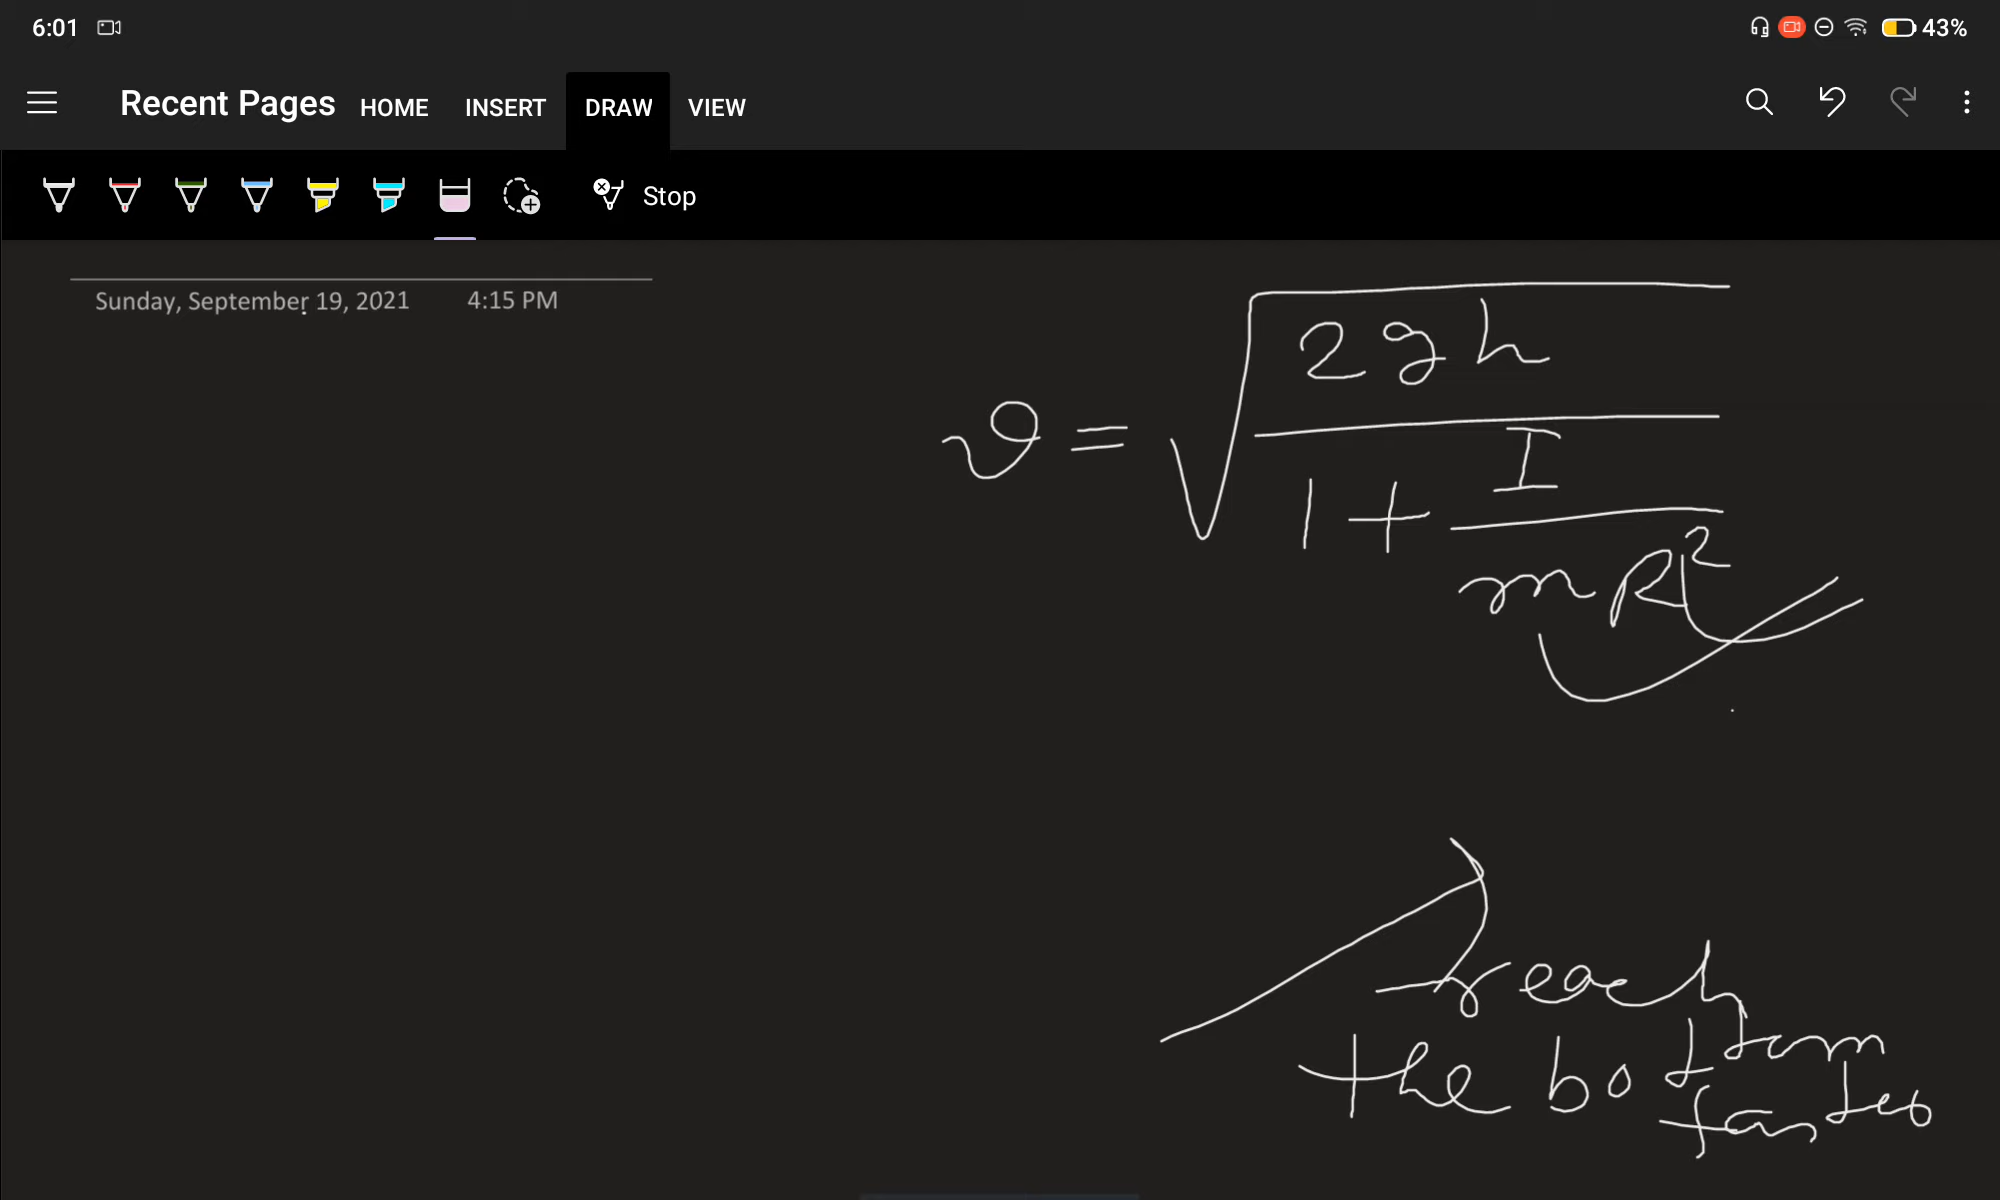 6:01 43%
Recent Pages HOME INSERT DRAW VIEW
Stop
Sunday, September 19, 2021 4:15 PM
v = √(2gh / (1 + I / mR²))
reach
the bottom
faster